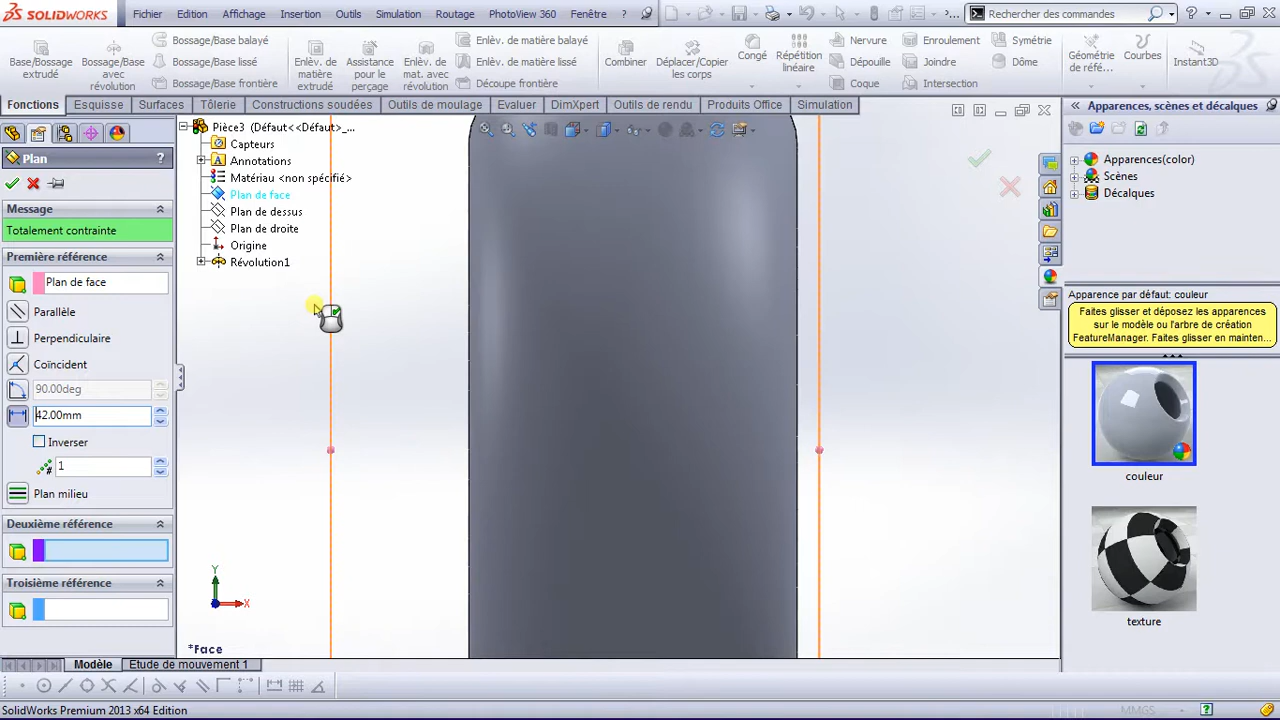 SOLIDWORKS Fichier Edition Affichage Insertion Outils Simulation Routage PhotoView 360 Fenêtre ? ... Rechercher des commandes ?
Base/Bossage extrudé
Bossage/Base avec révolution
Bossage/Base balayé
Bossage/Base lissé
Bossage/Base frontière
Enlèv. de matière extrudé
Assistance pour le perçage
Enlèv. de mat. avec révolution
Enlèv. de matière balayé
Enlèv. de matière lissé
Découpe frontière
Combiner
Déplacer/Copier les corps
Congé
Répétition linéaire
Nervure
Dépouille
Coque
Enroulement
Joindre
Intersection
Symétrie
Dôme
Géométrie de réfé...
Courbes
Instant3D
Fonctions Esquisse Surfaces Tôlerie Constructions soudées Outils de moulage Evaluer DimXpert Outils de rendu Produits Office Simulation
Plan ?
Message
Totalement contrainte
Première référence
Plan de face
Parallèle
Perpendiculaire
Coïncident
90.00deg
42.00mm
Inverser
1
Plan milieu
Deuxième référence
Troisième référence
Pièce3 (Défaut<<Défaut>_...
Capteurs
Annotations
Matériau <non spécifié>
Plan de face
Plan de dessus
Plan de droite
Origine
Révolution1
Y
X
*Face
Apparences, scènes et décalques
Apparences(color)
Scènes
Décalques
Apparence par défaut: couleur
Faites glisser et déposez les apparences
sur le modèle ou l'arbre de création
FeatureManager. Faites glisser en mainten...
couleur
texture
Modèle Etude de mouvement 1
SolidWorks Premium 2013 x64 Edition MMGS ?